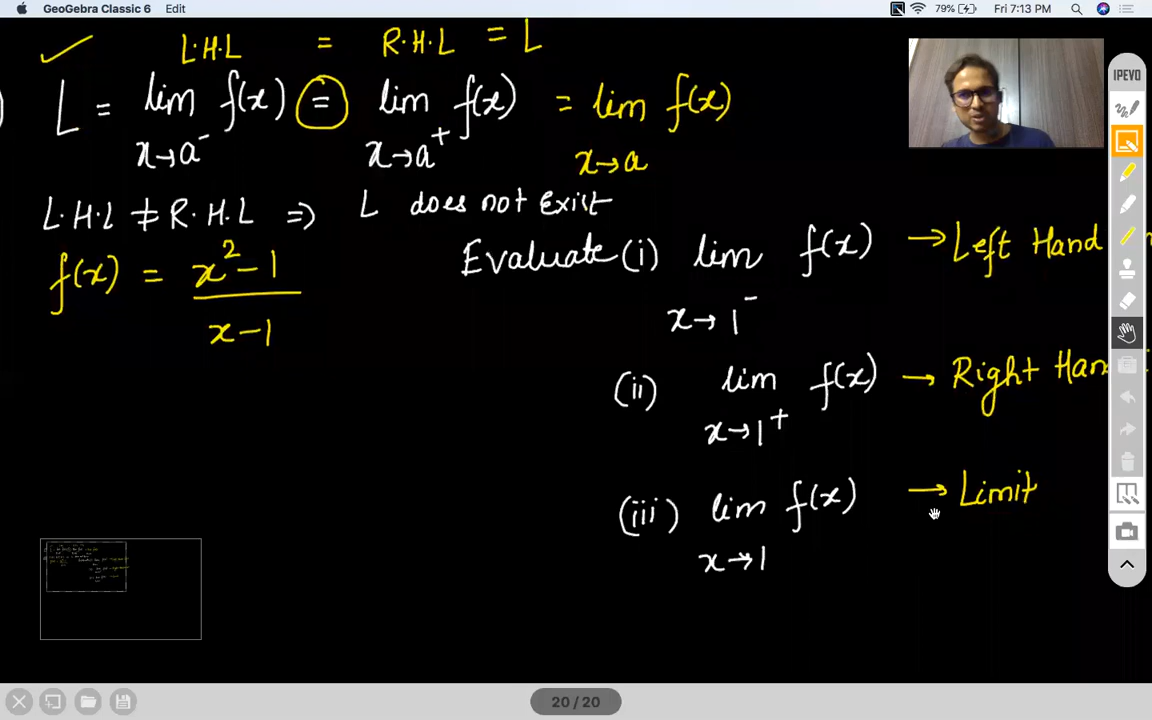 GeoGebra Classic 6 Edit 79% Fri 7:13 PM
L.H.L = R.H.L = L
) L = lim f(x) = lim f(x) = lim f(x)
x→a⁻ x→a⁺ x→a
L.H.L ≠ R.H.L ⇒ L does not Exist
f(x) = x²-1
x-1
Evaluate (i) lim f(x) → Left Hand
x→1⁻
(ii) lim f(x) → Right Han
x→1⁺
(iii) lim f(x) → Limit
x→1
IPEVO
20 / 20